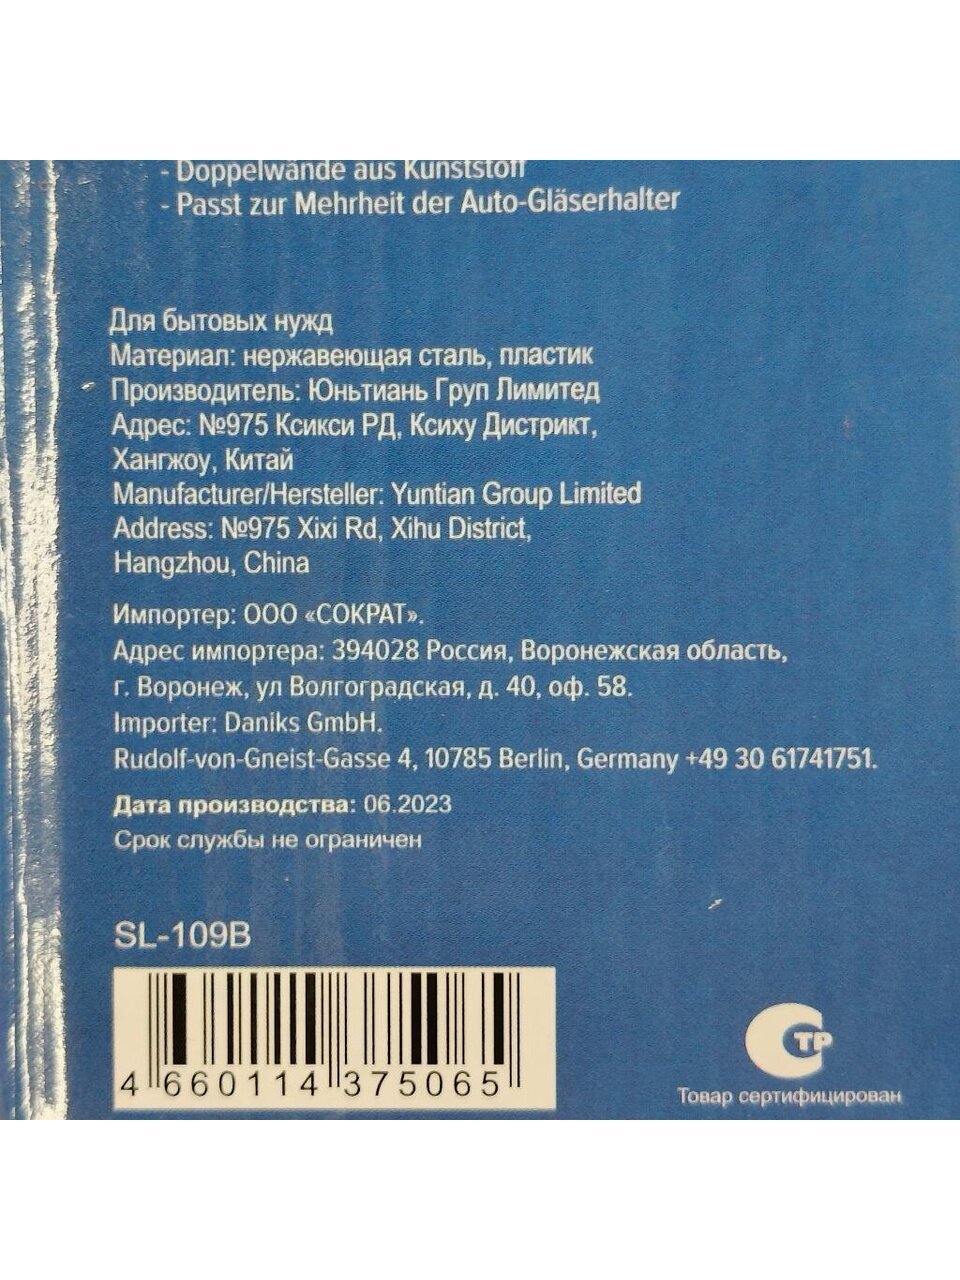 - Doppelwände aus Kunststoff
- Passt zur Mehrheit der Auto-Gläserhalter
Для бытовых нужд
Материал: нержавеющая сталь, пластик
Производитель: Юньтиань Груп Лимитед
Адрес: №975 Ксикси РД, Ксиху Дистрикт,
Хангжоу, Китай
Manufacturer/Hersteller: Yuntian Group Limited
Address: №975 Xixi Rd, Xihu District,
Hangzhou, China
Импортер: ООО «СОКРАТ».
Адрес импортера: 394028 Россия, Воронежская область,
г. Воронеж, ул Волгоградская, д. 40, оф. 58.
Importer: Daniks GmbH.
Rudolf-von-Gneist-Gasse 4, 10785 Berlin, Germany +49 30 61741751.
Дата производства: 06.2023
Срок службы не ограничен
SL-109B
4 660114 375065
СТР
Товар сертифицирован